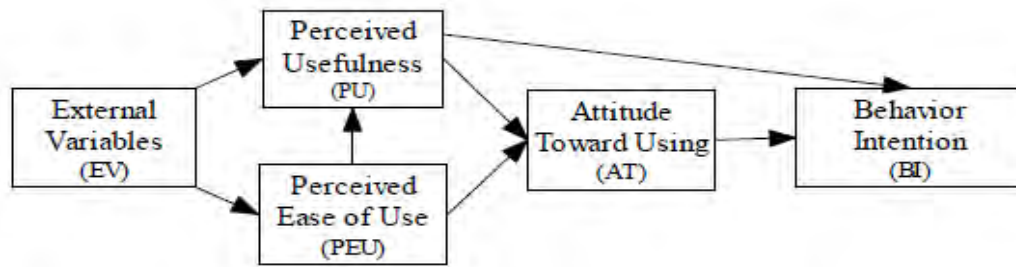 External
Variables
(EV)
Perceived
Usefulness
(PU)
Perceived
Ease of Use
(PEU)
Attitude
Toward Using
(AT)
Behavior
Intention
(BI)